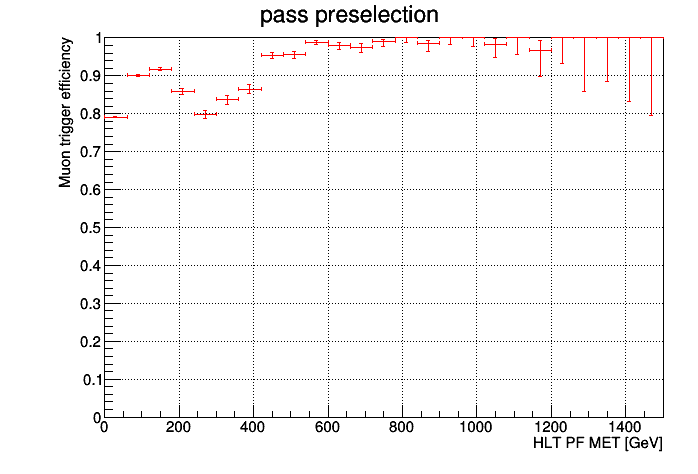 pass preselection
Muon trigger efficiency
1
0.9
0.8
0.7
0.6
0.5
0.4
0.3
0.2
0.1
0
0 200 400 600 800 1000 1200 1400
HLT PF MET [GeV]